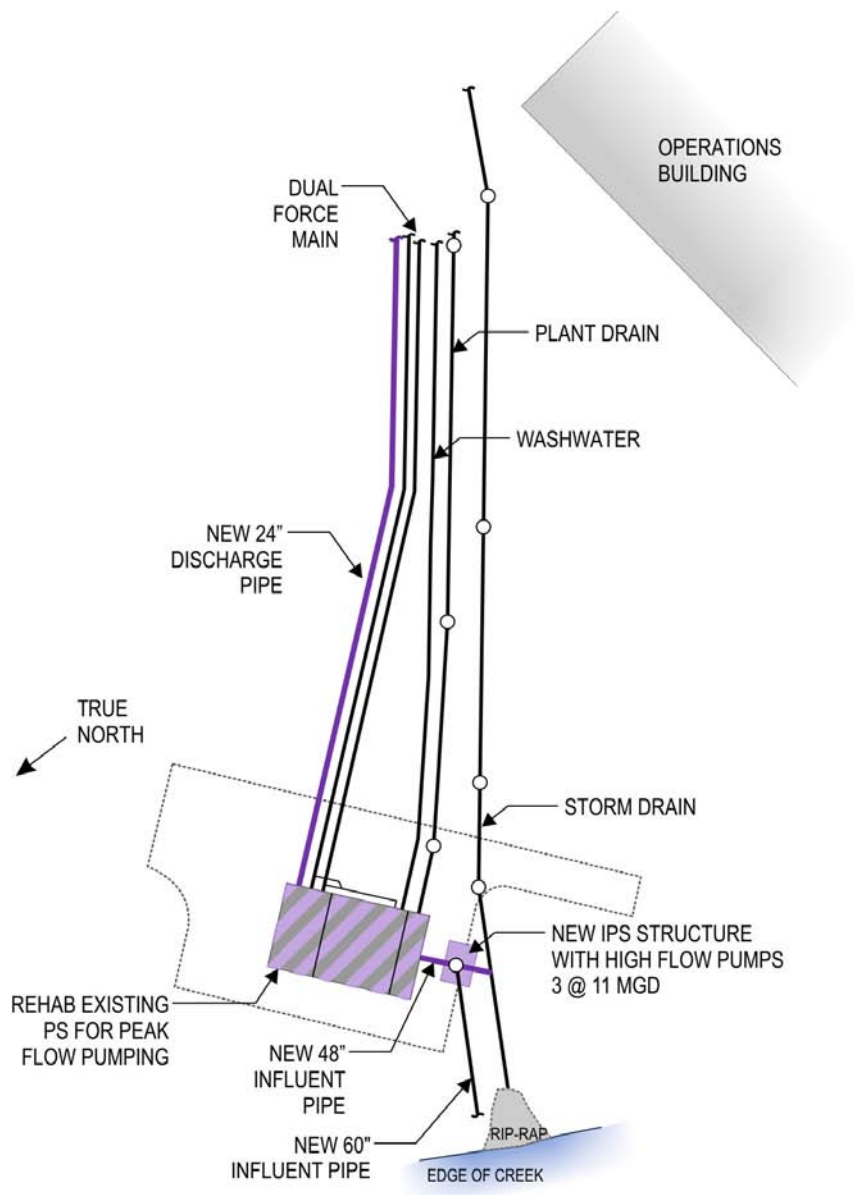 OPERATIONS
BUILDING
DUAL
FORCE
MAIN
PLANT DRAIN
WASHWATER
NEW 24"
DISCHARGE
PIPE
TRUE
NORTH
STORM DRAIN
NEW IPS STRUCTURE
WITH HIGH FLOW PUMPS
3 @ 11 MGD
REHAB EXISTING
PS FOR PEAK
FLOW PUMPING
NEW 48"
INFLUENT
PIPE
NEW 60"
INFLUENT PIPE
RIP-RAP
EDGE OF CREEK